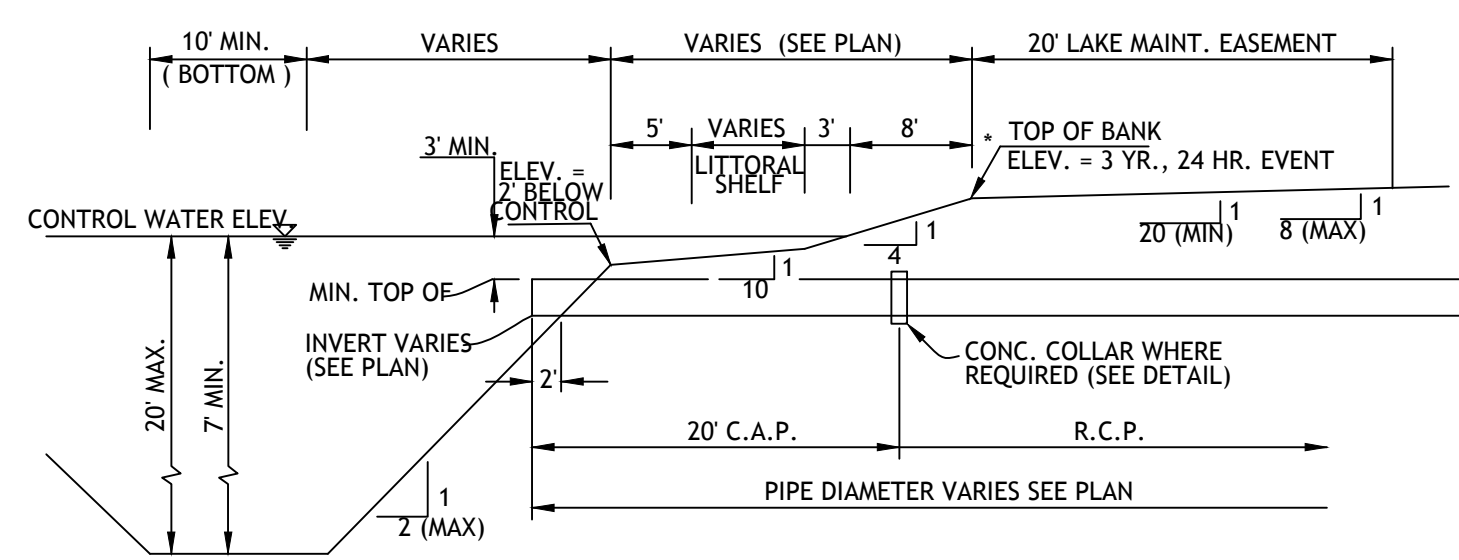 10' MIN.
( BOTTOM )
VARIES
VARIES (SEE PLAN)
20' LAKE MAINT. EASEMENT
5'
VARIES
3'
8'
LITTORAL
SHELF
* TOP OF BANK
ELEV. = 3 YR., 24 HR. EVENT
3' MIN.
ELEV. =
2' BELOW
CONTROL
CONTROL WATER ELEV.
1
20 (MIN)
1
8 (MAX)
1
4
1
10
MIN. TOP OF
INVERT VARIES
(SEE PLAN)
2'
CONC. COLLAR WHERE
REQUIRED (SEE DETAIL)
20' MAX.
7' MIN.
20' C.A.P.
R.C.P.
PIPE DIAMETER VARIES SEE PLAN
1
2 (MAX)